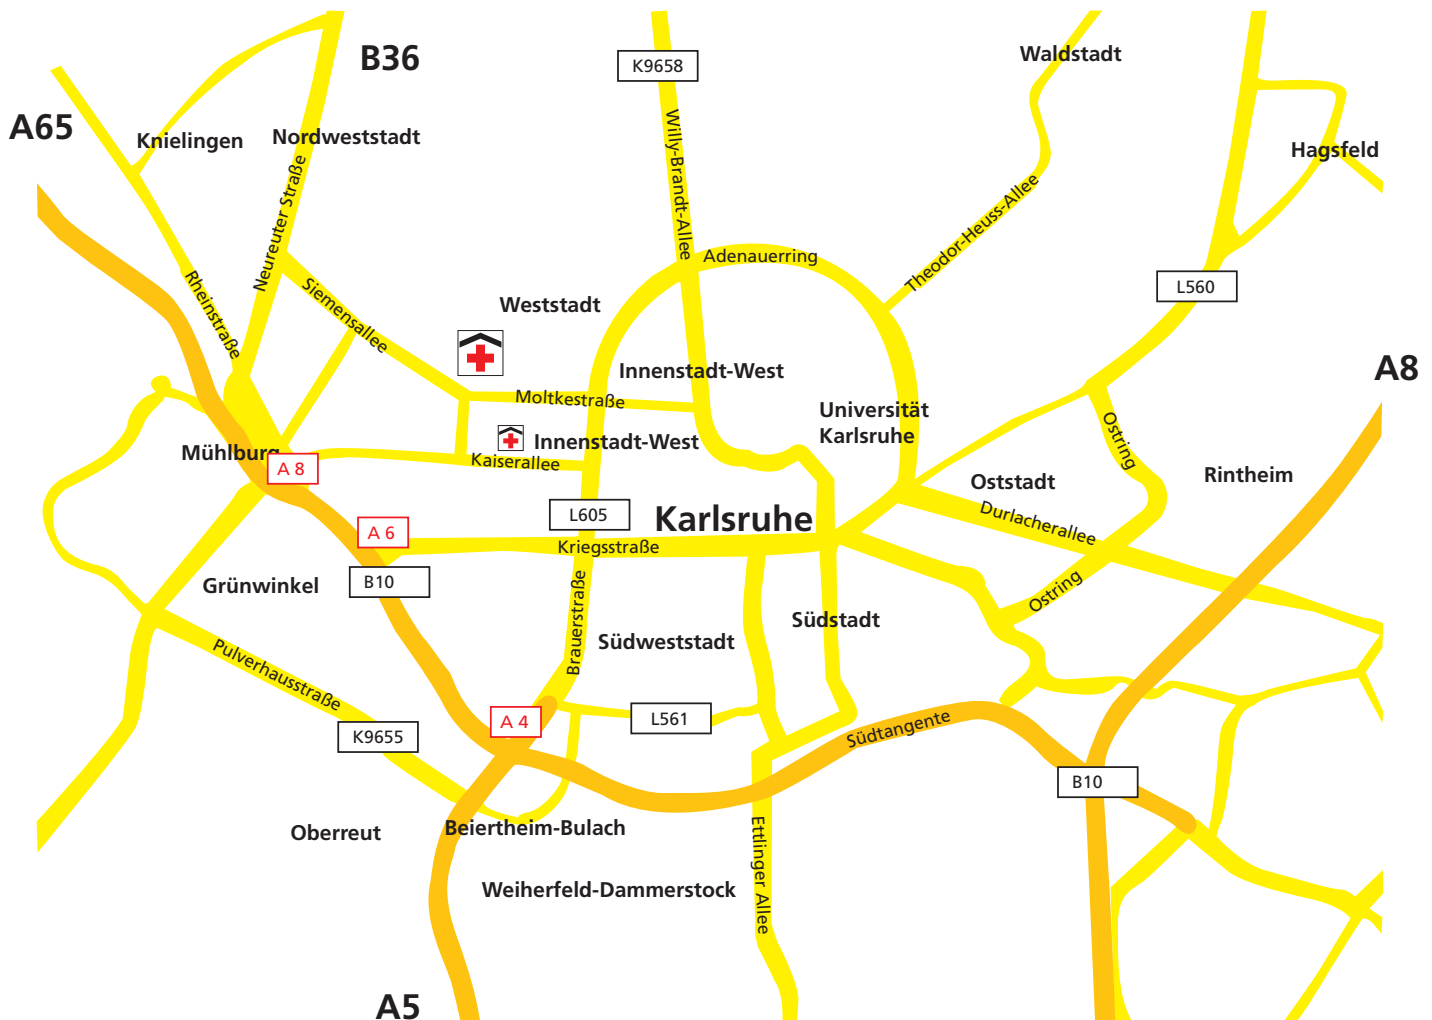 B36
K9658
Waldstadt
A65
Knielingen
Nordweststadt
Hagsfeld
Willy-Brandt-Allee
Neureuter Straße
Adenauerring
Theodor-Heuss-Allee
Rheinstraße
Siemensallee
Weststadt
L560
A8
Innenstadt-West
Moltkestraße
Universität
Karlsruhe
Ostring
Mühlburg
A 8
Innenstadt-West
Kaiserallee
Oststadt
Rintheim
L605
Karlsruhe
Durlacherallee
A 6
Kriegsstraße
B10
Grünwinkel
Brauerstraße
Südweststadt
Südstadt
Ostring
Pulverhausstraße
K9655
A 4
L561
Südtangente
B10
Oberreut
Beiertheim-Bulach
Ettlinger Allee
Weiherfeld-Dammerstock
A5